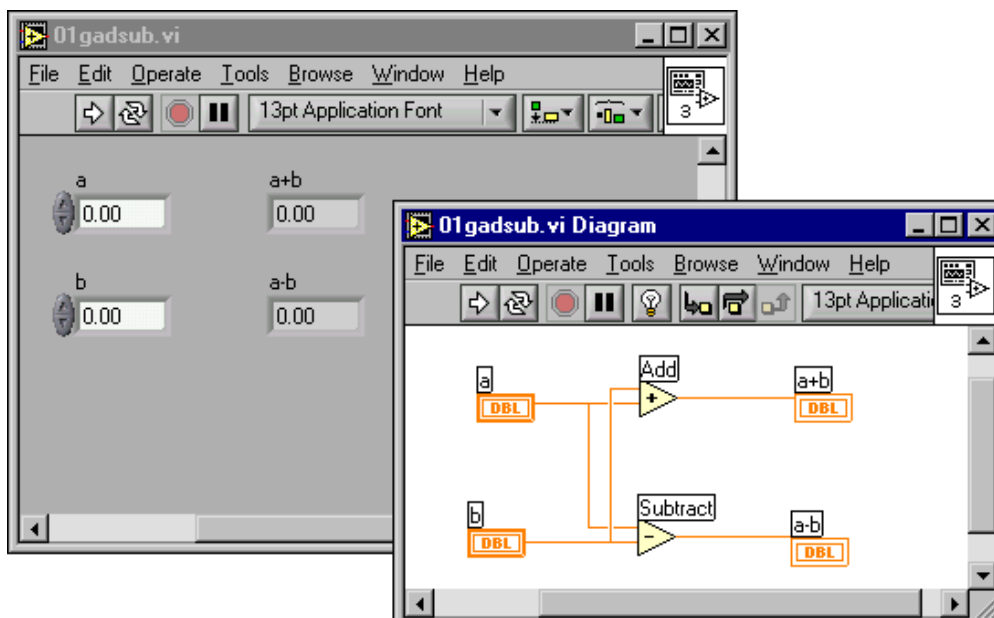 01gadsub.vi
File Edit Operate Tools Browse Window Help
13pt Application Font
3
a
0.00
a+b
0.00
b
0.00
a-b
0.00
01gadsub.vi Diagram
File Edit Operate Tools Browse Window Help
13pt Applicati
3
a
DBL
Add
+
a+b
DBL
b
DBL
Subtract
-
a-b
DBL